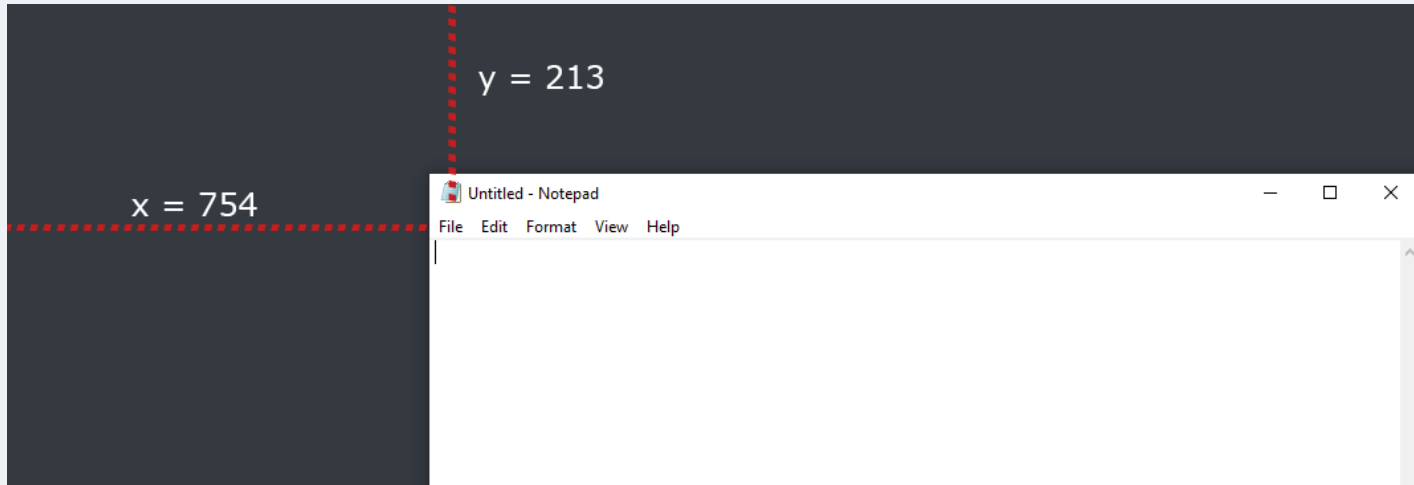 y = 213
x = 754
Untitled - Notepad
File Edit Format View Help